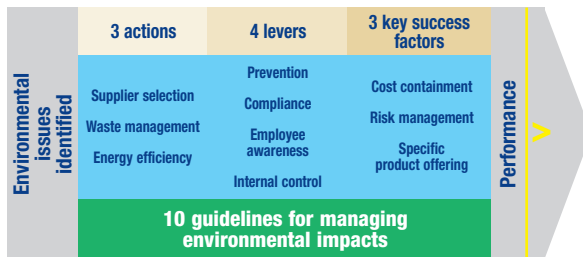 Environmental
issues
identified
3 actions
Supplier selection
Waste management
Energy efficiency
4 levers
Prevention
Compliance
Employee
awareness
Internal control
3 key success
factors
Cost containment
Risk management
Specific
product offering
10 guidelines for managing
environmental impacts
Performance
>